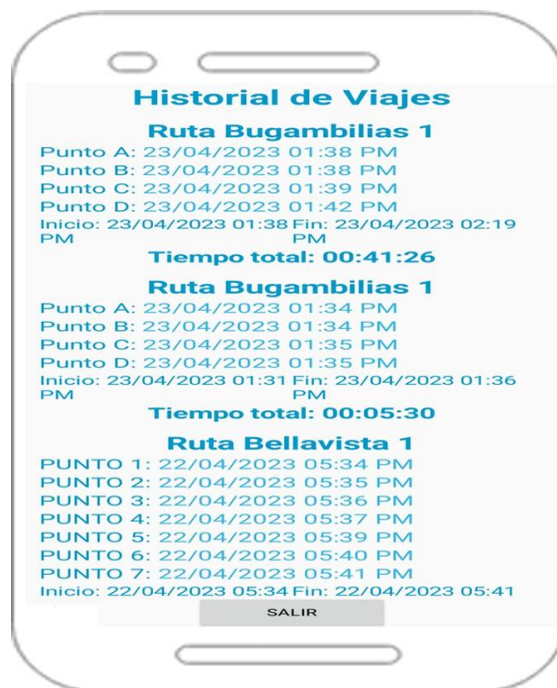 Historial de Viajes
Ruta Bugambilias 1
Punto A: 23/04/2023 01:38 PM
Punto B: 23/04/2023 01:38 PM
Punto C: 23/04/2023 01:39 PM
Punto D: 23/04/2023 01:42 PM
Inicio: 23/04/2023 01:38 Fin: 23/04/2023 02:19
PM PM
Tiempo total: 00:41:26
Ruta Bugambilias 1
Punto A: 23/04/2023 01:34 PM
Punto B: 23/04/2023 01:34 PM
Punto C: 23/04/2023 01:35 PM
Punto D: 23/04/2023 01:35 PM
Inicio: 23/04/2023 01:31 Fin: 23/04/2023 01:36
PM PM
Tiempo total: 00:05:30
Ruta Bellavista 1
PUNTO 1: 22/04/2023 05:34 PM
PUNTO 2: 22/04/2023 05:35 PM
PUNTO 3: 22/04/2023 05:36 PM
PUNTO 4: 22/04/2023 05:37 PM
PUNTO 5: 22/04/2023 05:39 PM
PUNTO 6: 22/04/2023 05:40 PM
PUNTO 7: 22/04/2023 05:41 PM
Inicio: 22/04/2023 05:34 Fin: 22/04/2023 05:41
SALIR